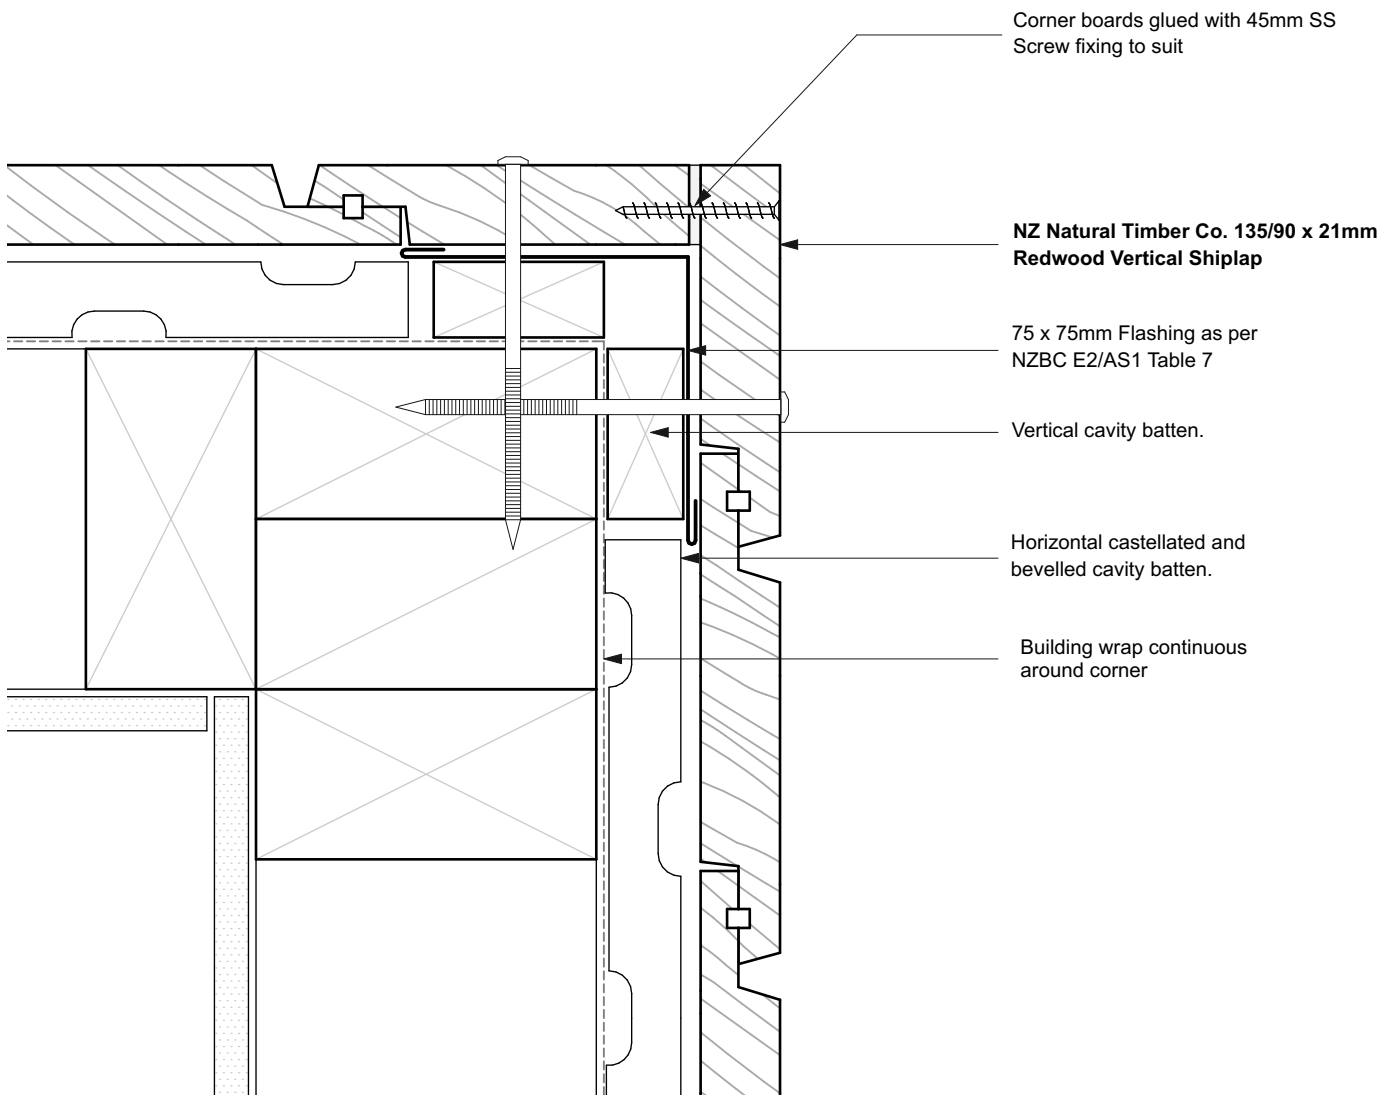 Corner boards glued with 45mm SS
Screw fixing to suit
NZ Natural Timber Co. 135/90 x 21mm
Redwood Vertical Shiplap
75 x 75mm Flashing as per
NZBC E2/AS1 Table 7
Vertical cavity batten.
Horizontal castellated and
bevelled cavity batten.
Building wrap continuous
around corner